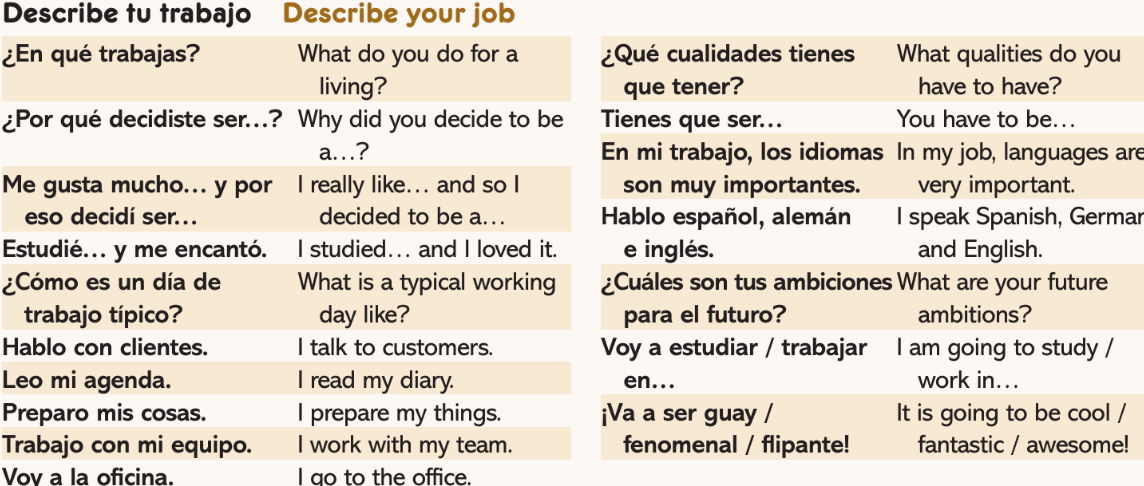 Describe tu trabajo Describe your job
¿En qué trabajas? What do you do for a
living?
¿Por qué decidiste ser…? Why did you decide to be
a…?
Me gusta mucho… y por I really like… and so I
eso decidí ser… decided to be a…
Estudié… y me encantó. I studied… and I loved it.
¿Cómo es un día de What is a typical working
trabajo típico? day like?
Hablo con clientes. I talk to customers.
Leo mi agenda. I read my diary.
Preparo mis cosas. I prepare my things.
Trabajo con mi equipo. I work with my team.
Voy a la oficina. I go to the office.
¿Qué cualidades tienes What qualities do you
que tener? have to have?
Tienes que ser… You have to be…
En mi trabajo, los idiomas In my job, languages are
son muy importantes. very important.
Hablo español, alemán I speak Spanish, German
e inglés. and English.
¿Cuáles son tus ambiciones What are your future
para el futuro? ambitions?
Voy a estudiar / trabajar I am going to study /
en… work in…
¡Va a ser guay / It is going to be cool /
fenomenal / flipante! fantastic / awesome!